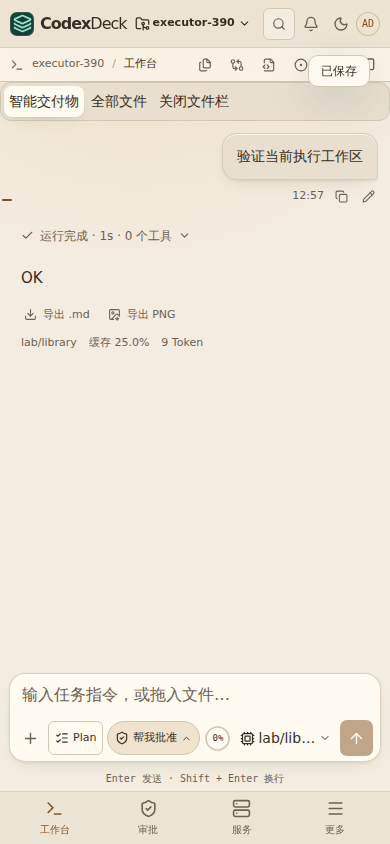 CodexDeck executor-390 AD
executor-390 / 工作台
已保存
智能交付物 全部文件 关闭文件栏
验证当前执行工作区
12:57
运行完成 · 1s · 0 个工具
OK
导出 .md 导出 PNG
lab/library 缓存 25.0% 9 Token
输入任务指令，或拖入文件...
Plan 帮我批准 0% lab/lib...
Enter 发送 · Shift + Enter 换行
工作台 审批 服务 更多